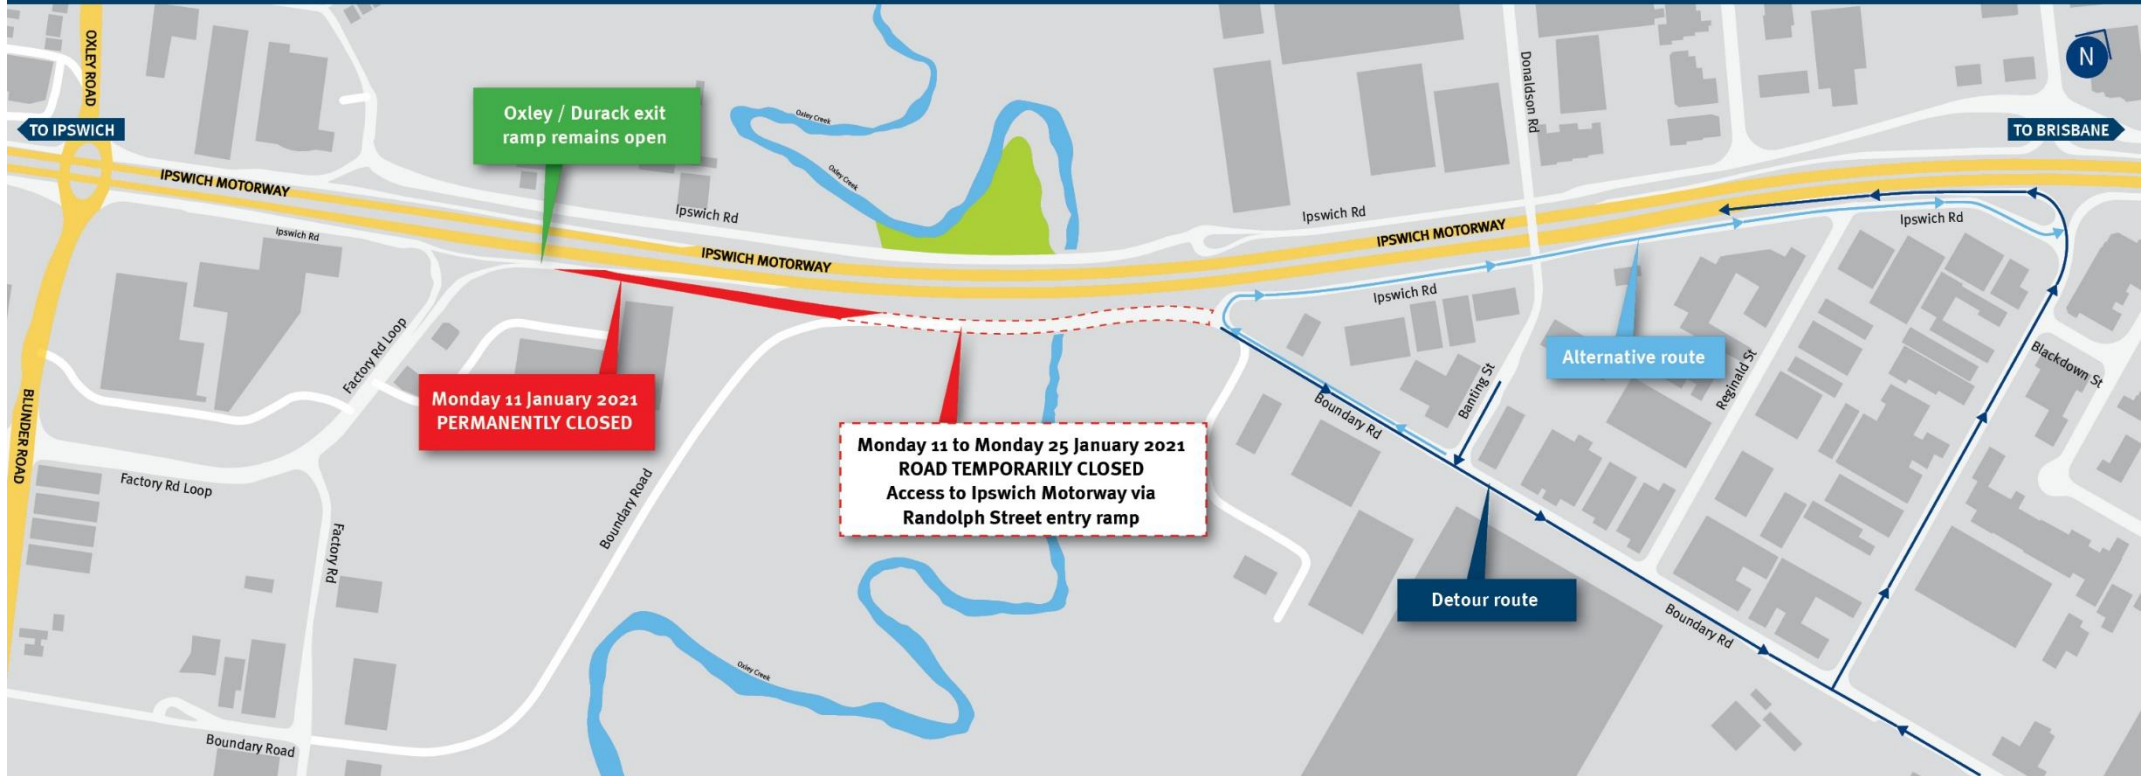 OXLEY ROAD
TO IPSWICH
IPSWICH MOTORWAY
Ipswich Rd
Oxley / Durack exit
ramp remains open
Ipswich Rd
IPSWICH MOTORWAY
Oxley Creek
Oxley Creek
Donaldson Rd
Ipswich Rd
IPSWICH MOTORWAY
N
TO BRISBANE
Ipswich Rd
Ipswich Rd
Alternative route
Blackdown St
Reginald St
Banting St
Boundary Rd
Factory Rd Loop
Monday 11 January 2021
PERMANENTLY CLOSED
Monday 11 to Monday 25 January 2021
ROAD TEMPORARILY CLOSED
Access to Ipswich Motorway via
Randolph Street entry ramp
BLUNDER ROAD
Factory Rd Loop
Factory Rd
Boundary Road
Detour route
Boundary Rd
Oxley Creek
Boundary Road